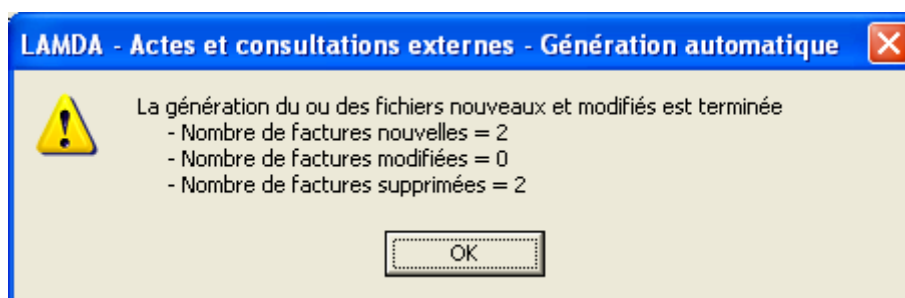 LAMDA - Actes et consultations externes - Génération automatique
La génération du ou des fichiers nouveaux et modifiés est terminée
- Nombre de factures nouvelles = 2
- Nombre de factures modifiées = 0
- Nombre de factures supprimées = 2
OK